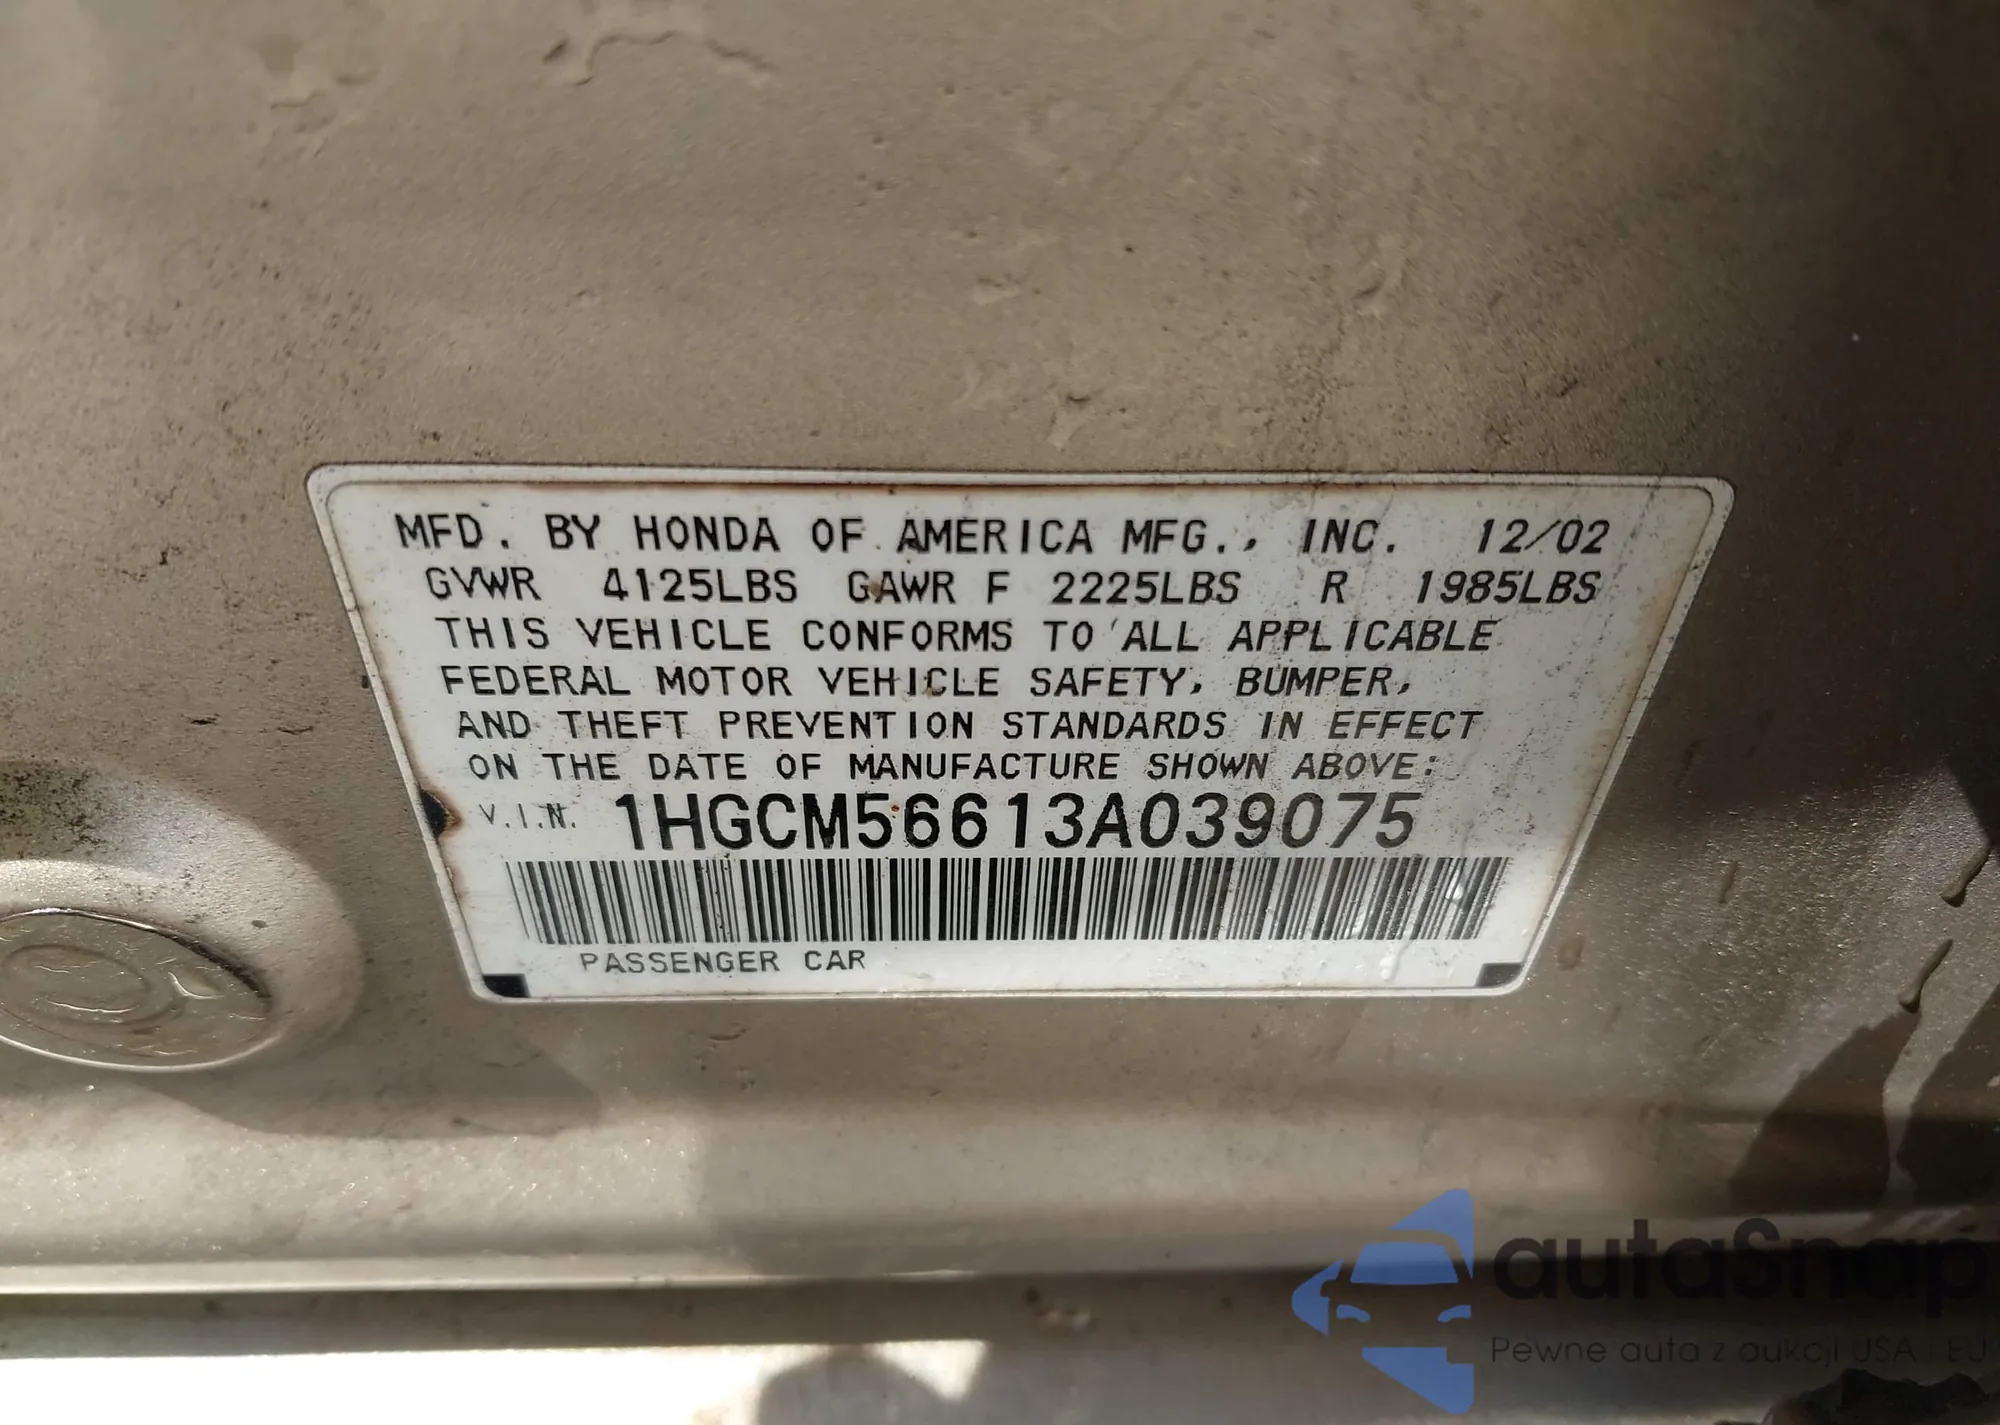 MFD. BY HONDA OF AMERICA MFG., INC. 12/02
GVWR 4125LBS GAWR F 2225LBS R 1985LBS
THIS VEHICLE CONFORMS TO ALL APPLICABLE
FEDERAL MOTOR VEHICLE SAFETY, BUMPER,
AND THEFT PREVENTION STANDARDS IN EFFECT
ON THE DATE OF MANUFACTURE SHOWN ABOVE:
V.I.N. 1HGCM56613A039075
PASSENGER CAR
autaSnap
Pewne auta z aukcji USA i EU